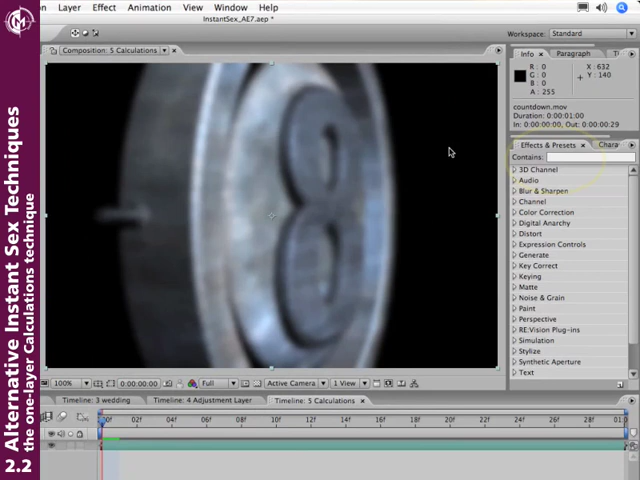 Layer Effect Animation View Window Help
InstantSex_AE7.aep *
Workspace: Standard
Composition: 5 Calculations
Info
Paragraph
R: 0
G: 0
B: 0
A: 255
X: 632
Y: 140
countdown.mov
Duration: 0:00:01:00
In: 0:00:00:00, Out: 0:00:00:29
Effects & Presets
Chara
Contains:
3D Channel
Audio
Blur & Sharpen
Channel
Color Correction
Digital Anarchy
Distort
Expression Controls
Generate
Key Correct
Keying
Matte
Noise & Grain
Paint
Perspective
RE:Vision Plug-ins
Simulation
Stylize
Synthetic Aperture
Text
8
100%
0:00:00:00
Full
Active Camera
1 View
Timeline: 3 wedding
Timeline: 4 Adjustment Layer
Timeline: 5 Calculations
02f 04f 06f 08f 10f 12f 14f 16f 18f 20f 22f 24f 26f 28f 01:0
CM
Alternative Instant Sex Techniques
the one-layer Calculations technique
2.2